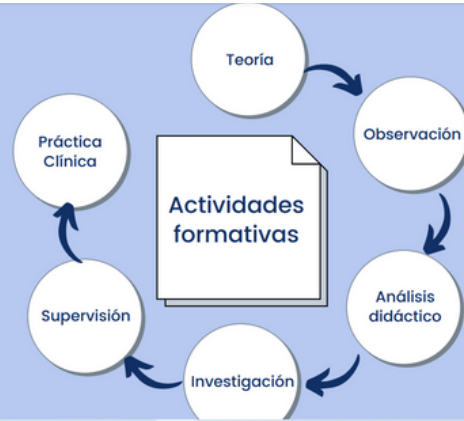 Teoría
Observación
Análisis
didáctico
Investigación
Supervisión
Práctica
Clínica
Actividades
formativas